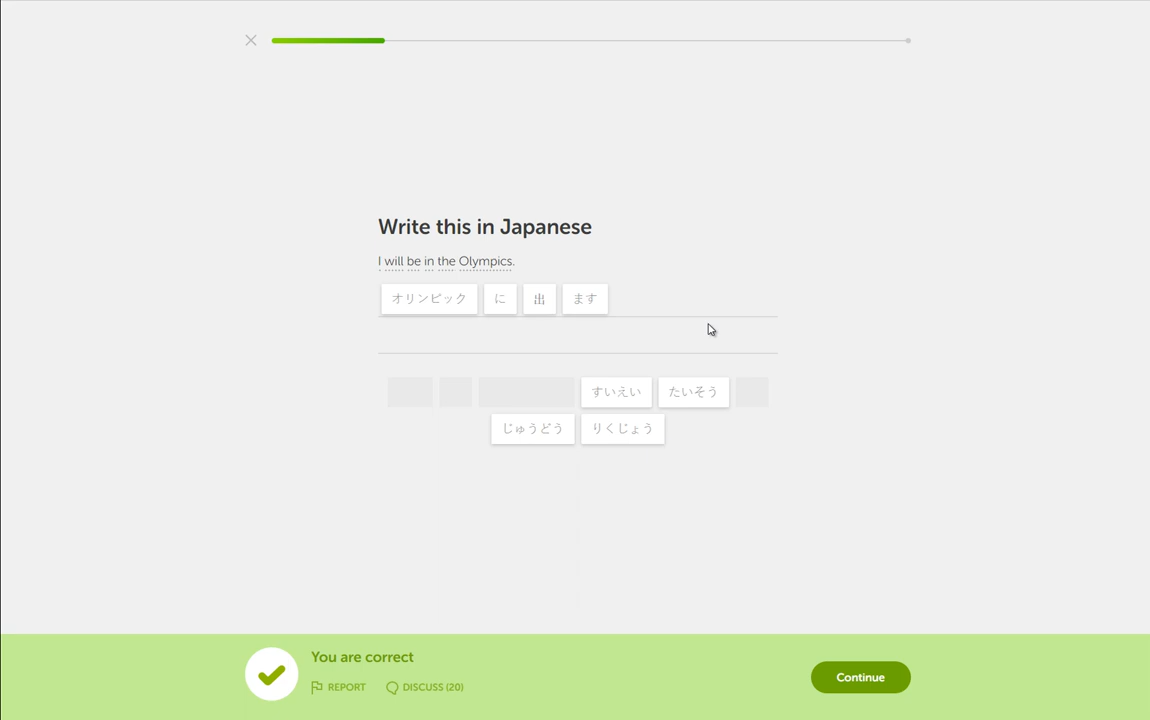 Write this in Japanese
I will be in the Olympics.
オリンピック に 出 ます
すいえい たいそう
じゅうどう りくじょう
You are correct
REPORT DISCUSS (20)
Continue